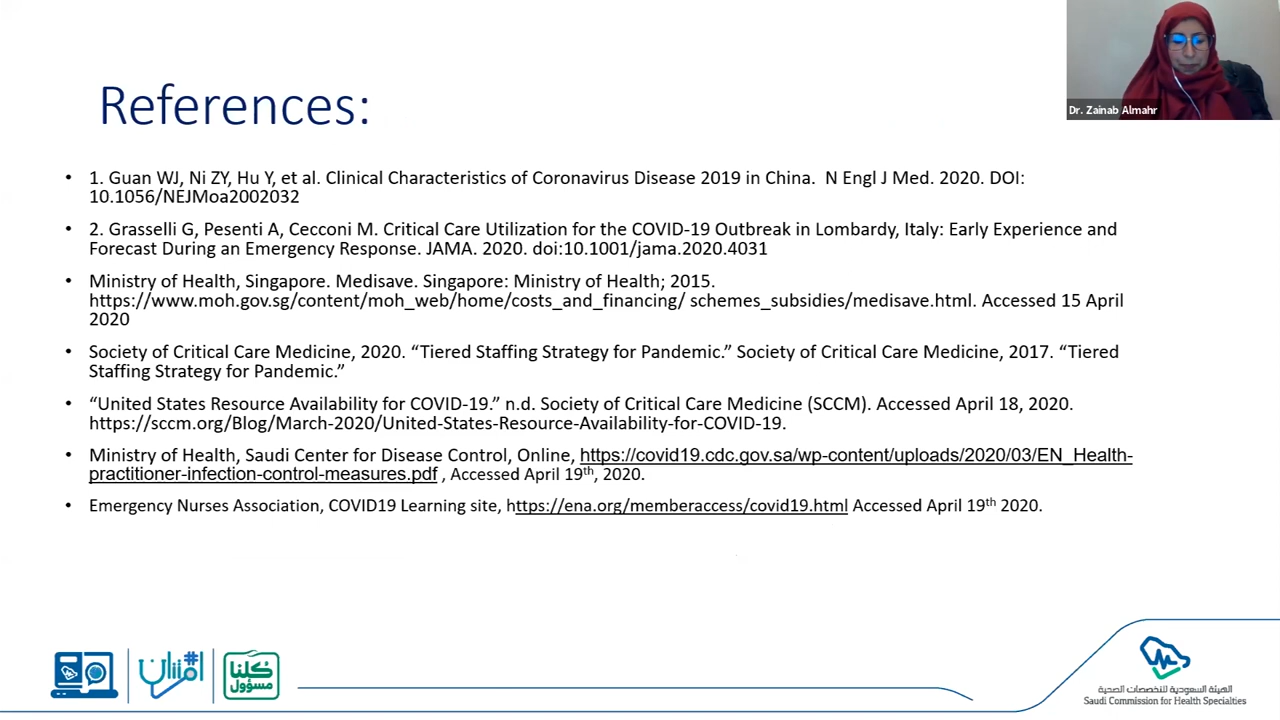 Dr. Zainab Almahr
References:
• 1. Guan WJ, Ni ZY, Hu Y, et al. Clinical Characteristics of Coronavirus Disease 2019 in China.  N Engl J Med. 2020. DOI:
10.1056/NEJMoa2002032
• 2. Grasselli G, Pesenti A, Cecconi M. Critical Care Utilization for the COVID-19 Outbreak in Lombardy, Italy: Early Experience and
Forecast During an Emergency Response. JAMA. 2020. doi:10.1001/jama.2020.4031
• Ministry of Health, Singapore. Medisave. Singapore: Ministry of Health; 2015.
https://www.moh.gov.sg/content/moh_web/home/costs_and_financing/ schemes_subsidies/medisave.html. Accessed 15 April
2020
• Society of Critical Care Medicine, 2020. “Tiered Staffing Strategy for Pandemic.” Society of Critical Care Medicine, 2017. “Tiered
Staffing Strategy for Pandemic.”
• “United States Resource Availability for COVID-19.” n.d. Society of Critical Care Medicine (SCCM). Accessed April 18, 2020.
https://sccm.org/Blog/March-2020/United-States-Resource-Availability-for-COVID-19.
• Ministry of Health, Saudi Center for Disease Control, Online, https://covid19.cdc.gov.sa/wp-content/uploads/2020/03/EN_Health-
practitioner-infection-control-measures.pdf , Accessed April 19th, 2020.
• Emergency Nurses Association, COVID19 Learning site, https://ena.org/memberaccess/covid19.html Accessed April 19th 2020.
كلنا
مسؤول
الهيئة السعودية للتخصصات الصحية
Saudi Commission for Health Specialties